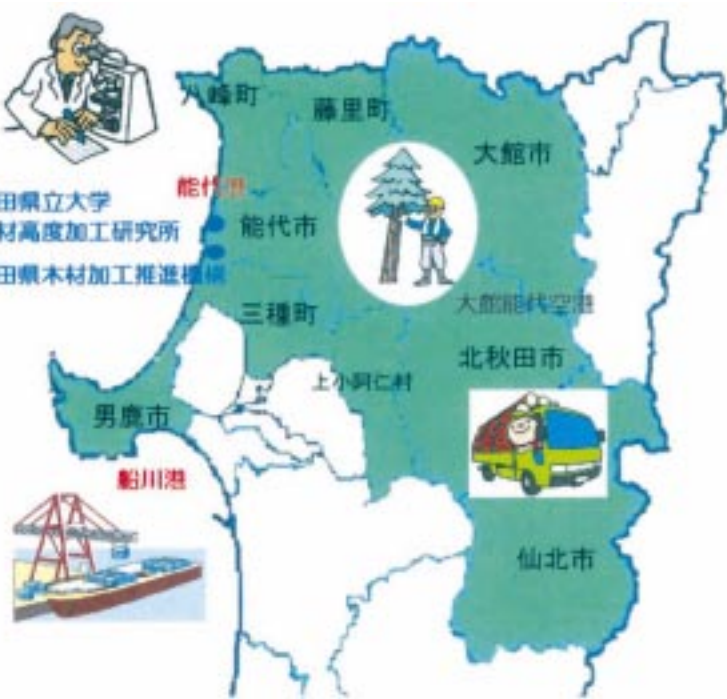 八峰町
藤里町
大館市
能代港
田県立大学
材高度加工研究所
能代市
田県木材加工推進機構
三種町
大館能代空港
北秋田市
上小阿仁村
男鹿市
船川港
仙北市